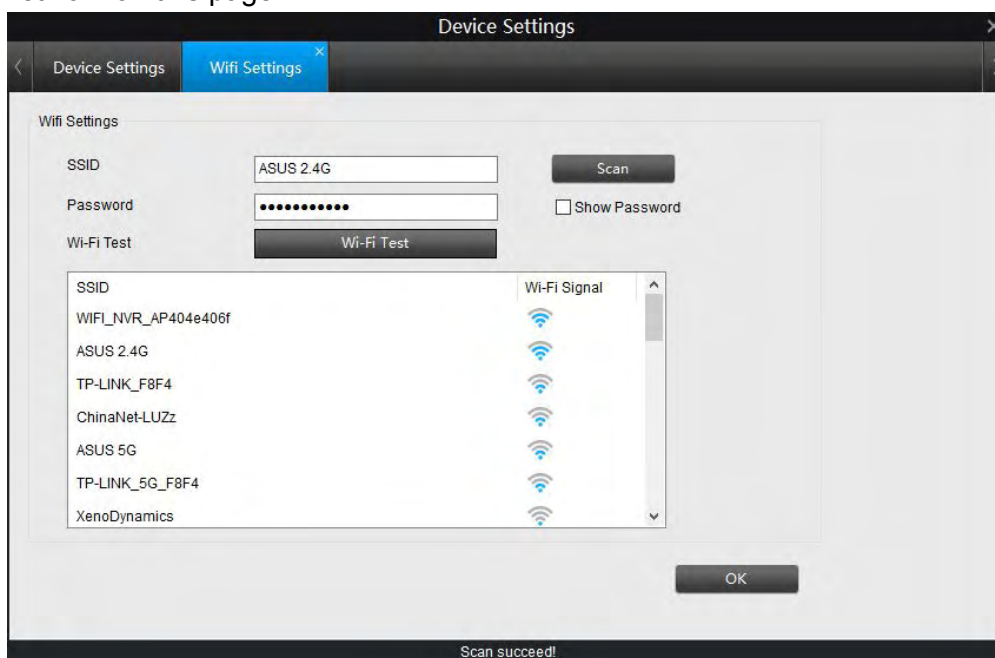 Device Settings
Device Settings Wifi Settings
Wifi Settings
SSID ASUS 2.4G Scan
Password ••••••••••• Show Password
Wi-Fi Test Wi-Fi Test
SSID Wi-Fi Signal
WIFI_NVR_AP404e406f
ASUS 2.4G
TP-LINK_F8F4
ChinaNet-LUZz
ASUS 5G
TP-LINK_5G_F8F4
XenoDynamics
OK
Scan succeed!